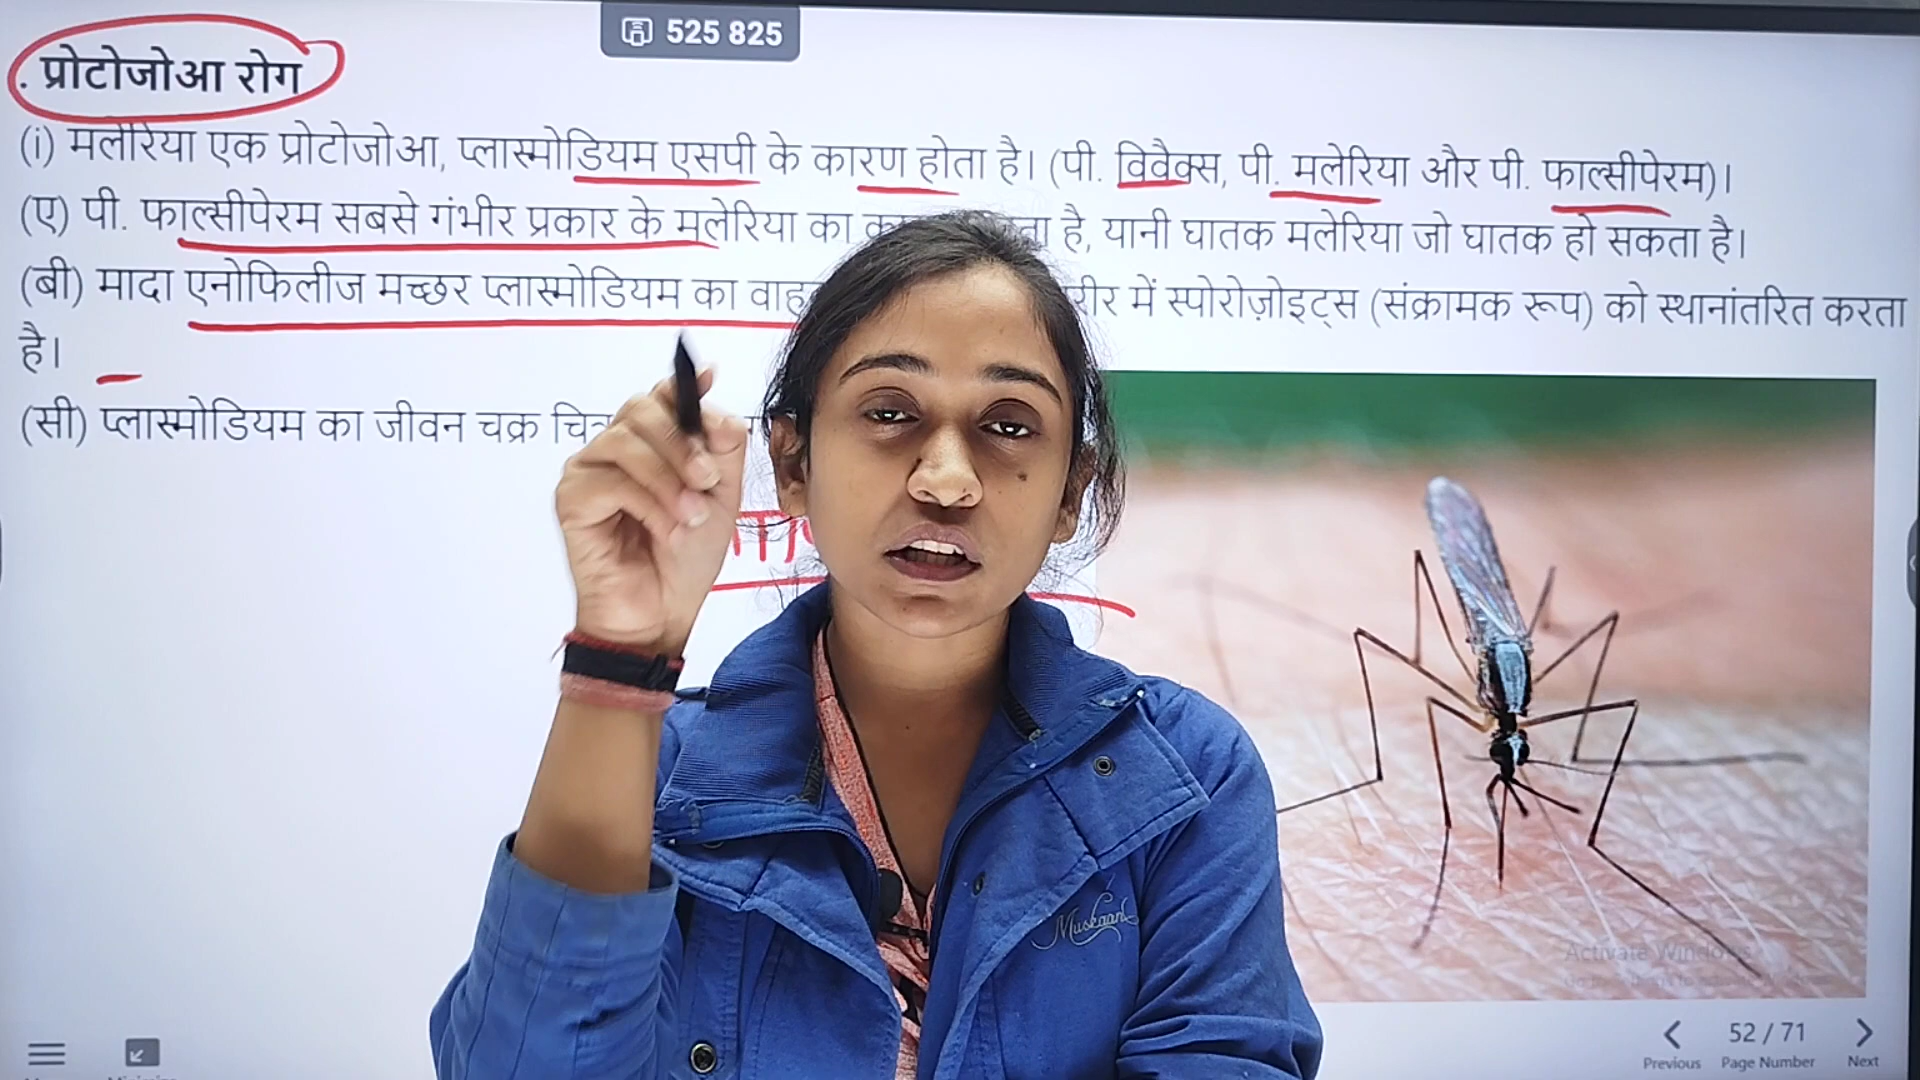 525 825
. प्रोटोजोआ रोग
(i) मलेरिया एक प्रोटोजोआ, प्लास्मोडियम एसपी के कारण होता है। (पी. विवैक्स, पी. मलेरिया और पी. फाल्सीपेरम)।
(ए) पी. फाल्सीपेरम सबसे गंभीर प्रकार के मलेरिया का है, यानी घातक मलेरिया जो घातक हो सकता है।
(बी) मादा एनोफिलीज मच्छर प्लास्मोडियम का में स्पोरोज़ोइट्स (संक्रामक रूप) को स्थानांतरित करता
है।
(सी) प्लास्मोडियम का जीवन चक्र
Muskaan
Activate Windows
52 / 71
Previous Page Number Next